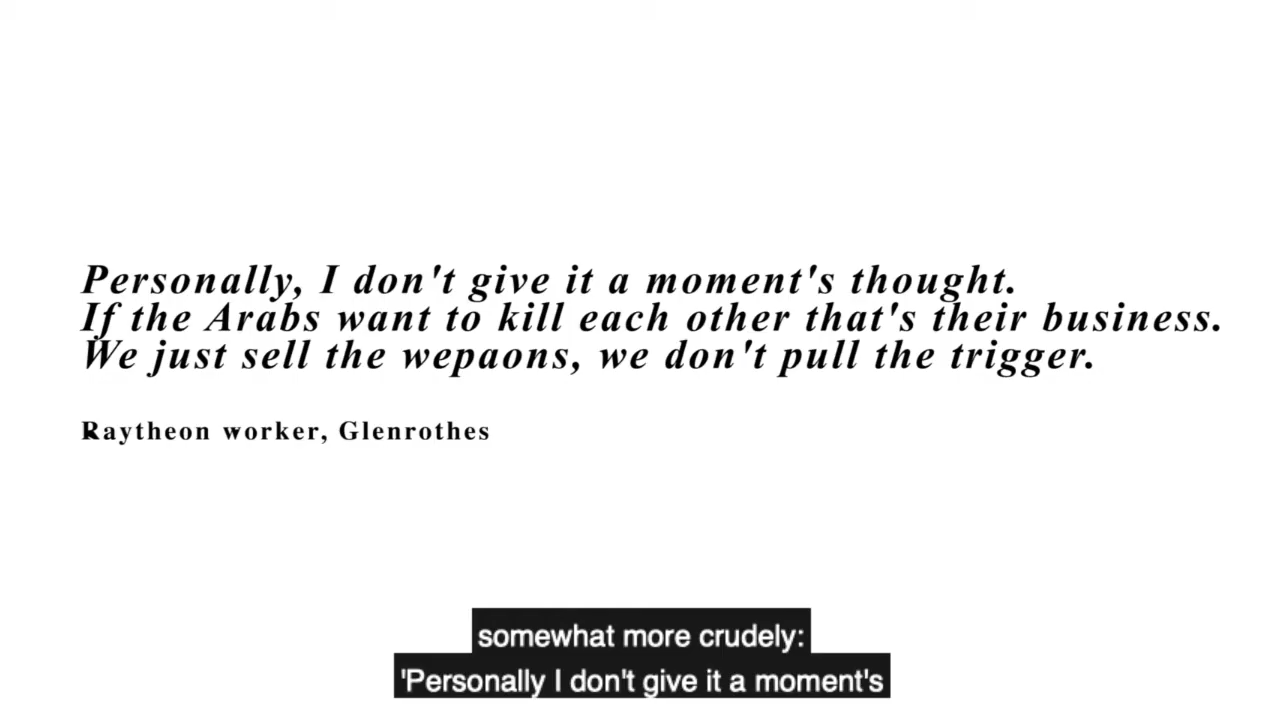 Personally, I don't give it a moment's thought.
If the Arabs want to kill each other that's their business.
We just sell the wepaons, we don't pull the trigger.
Raytheon worker, Glenrothes
somewhat more crudely:
'Personally I don't give it a moment's